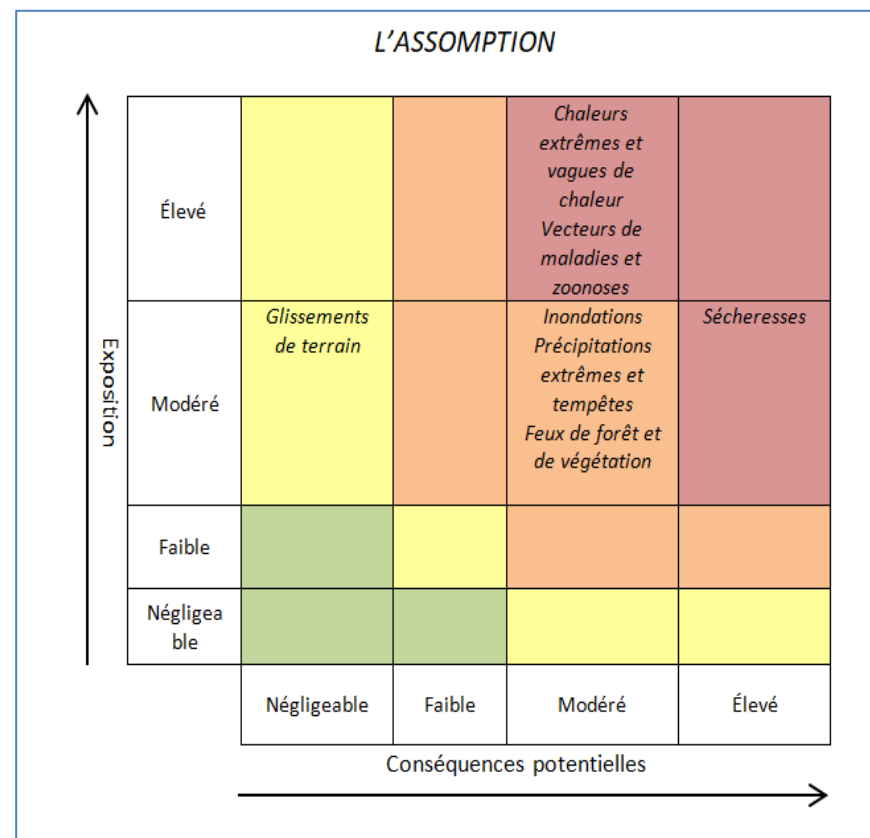 L'ASSOMPTION
Élevé
Chaleurs
extrêmes et
vagues de
chaleur
Vecteurs de
maladies et
zoonoses
Exposition
Modéré
Glissements
de terrain
Inondations
Précipitations
extrêmes et
tempêtes
Feux de forêt et
de végétation
Sécheresses
Faible
Négligea
ble
Négligeable
Faible
Modéré
Élevé
Conséquences potentielles